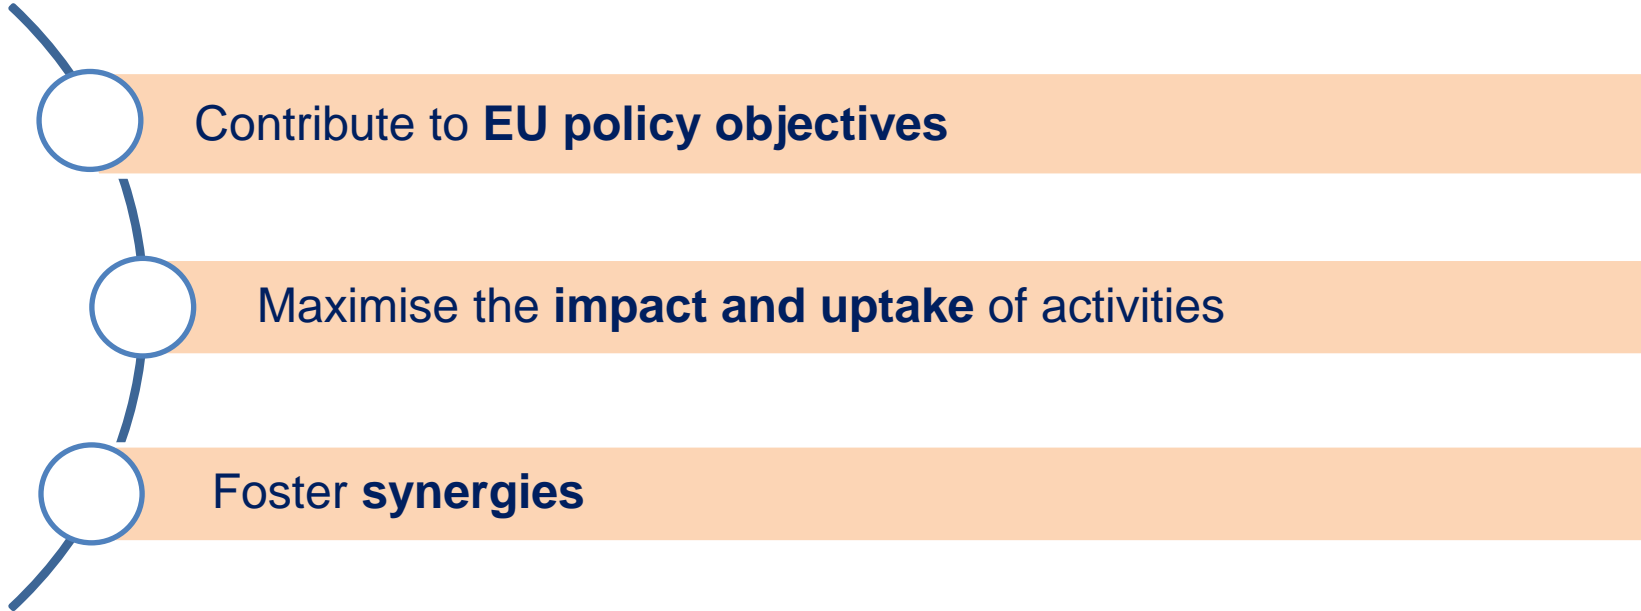 Contribute to EU policy objectives
Maximise the impact and uptake of activities
Foster synergies